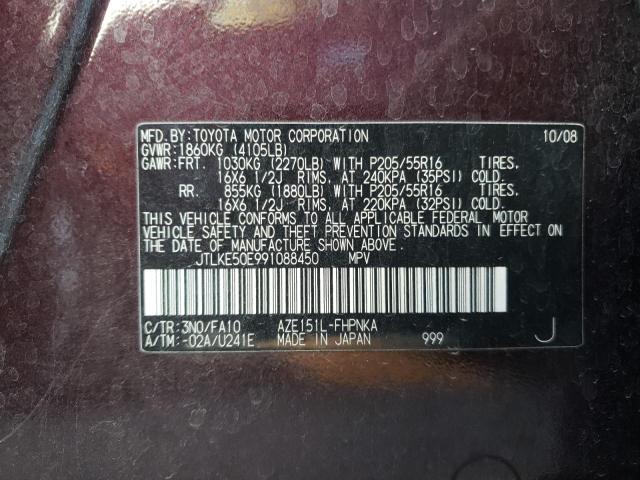 MFD.BY:TOYOTA MOTOR CORPORATION 10/08
GVWR:1860KG (4105LB)
GAWR:FRT. 1030KG (2270LB) WITH P205/55R16 TIRES.
16X6 1/2J RIMS, AT 240KPA (35PSI) COLD.
RR. 855KG (1880LB) WITH P205/55R16 TIRES.
16X6 1/2J RIMS, AT 220KPA (32PSI) COLD.
THIS VEHICLE CONFORMS TO ALL APPLICABLE FEDERAL MOTOR
VEHICLE SAFETY AND THEFT PREVENTION STANDARDS IN EFFECT ON
THE DATE OF MANUFACTURE SHOWN ABOVE.
JTLKE50E991088450 MPV
C/TR:3N0/FA10 AZE151L-FHPNKA
A/TM:-02A/U241E MADE IN JAPAN 999 J